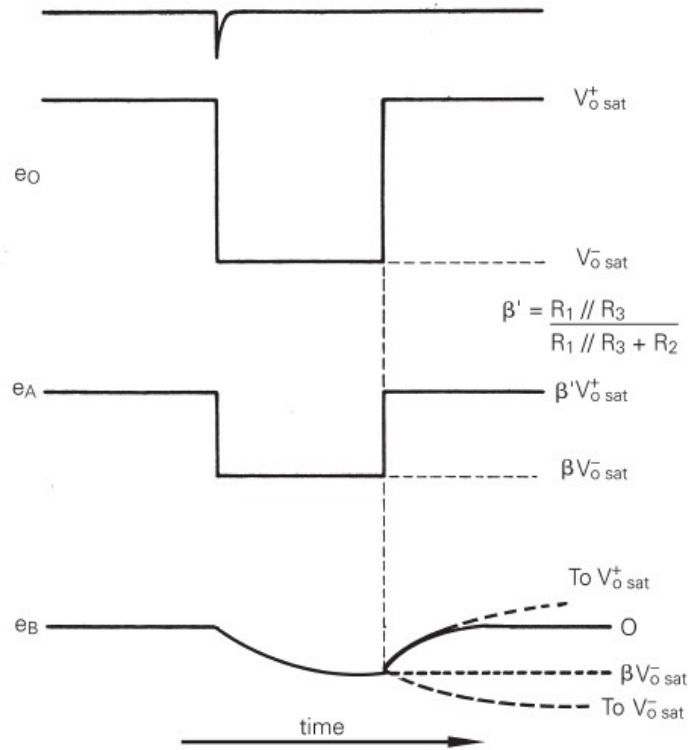 V⁺o sat
eO
V⁻o sat
β' = R1 // R3
R1 // R3 + R2
eA
β'V⁺o sat
βV⁻o sat
To V⁺o sat
eB
O
βV⁻o sat
To V⁻o sat
time